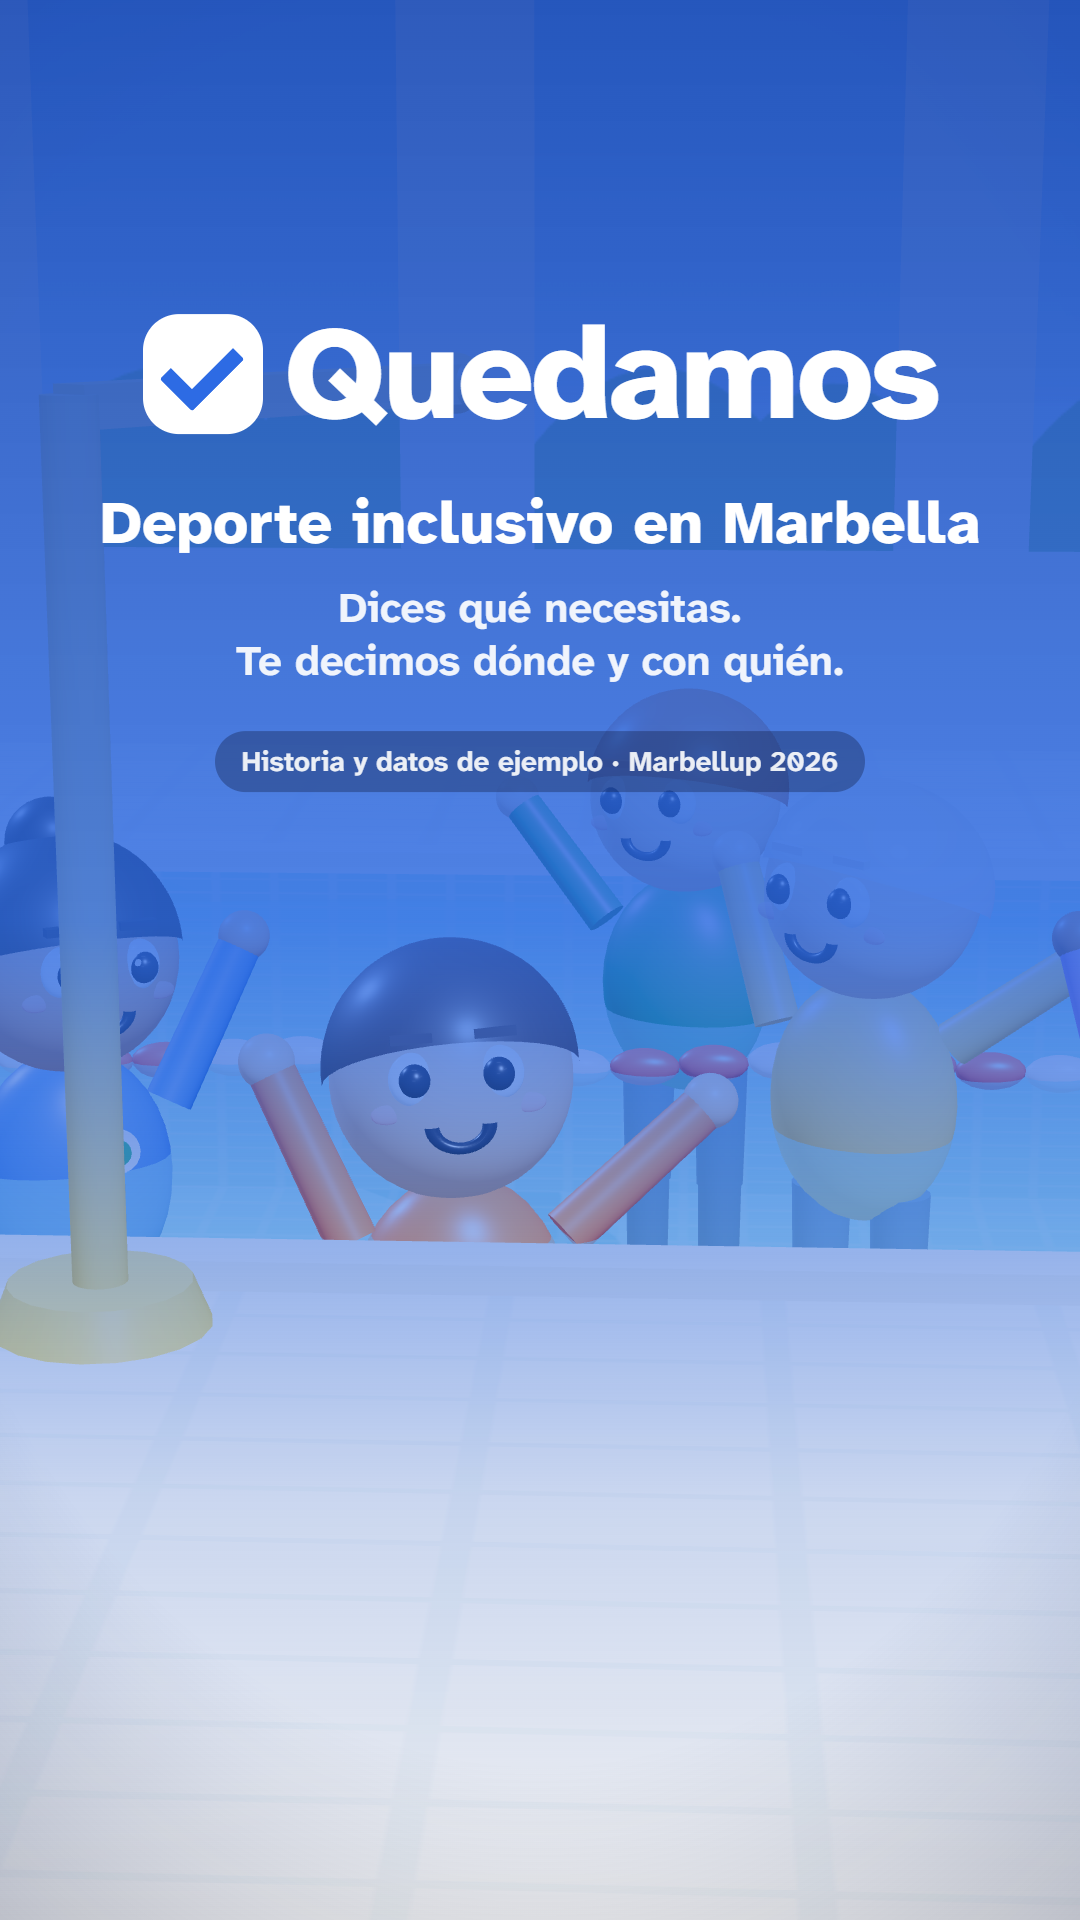 Quedamos
Deporte inclusivo en Marbella
Dices qué necesitas.
Te decimos dónde y con quién.
Historia y datos de ejemplo · Marbellup 2026